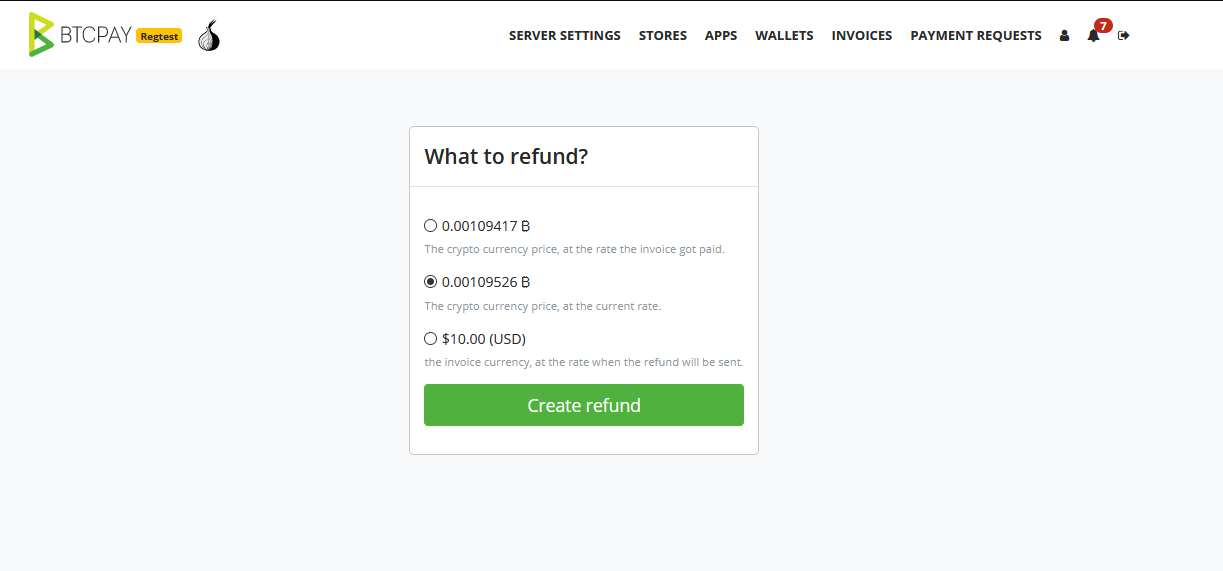 BTCPAY Regtest
SERVER SETTINGS STORES APPS WALLETS INVOICES PAYMENT REQUESTS 7
What to refund?
0.00109417 ₿
The crypto currency price, at the rate the invoice got paid.
0.00109526 ₿
The crypto currency price, at the current rate.
$10.00 (USD)
the invoice currency, at the rate when the refund will be sent.
Create refund